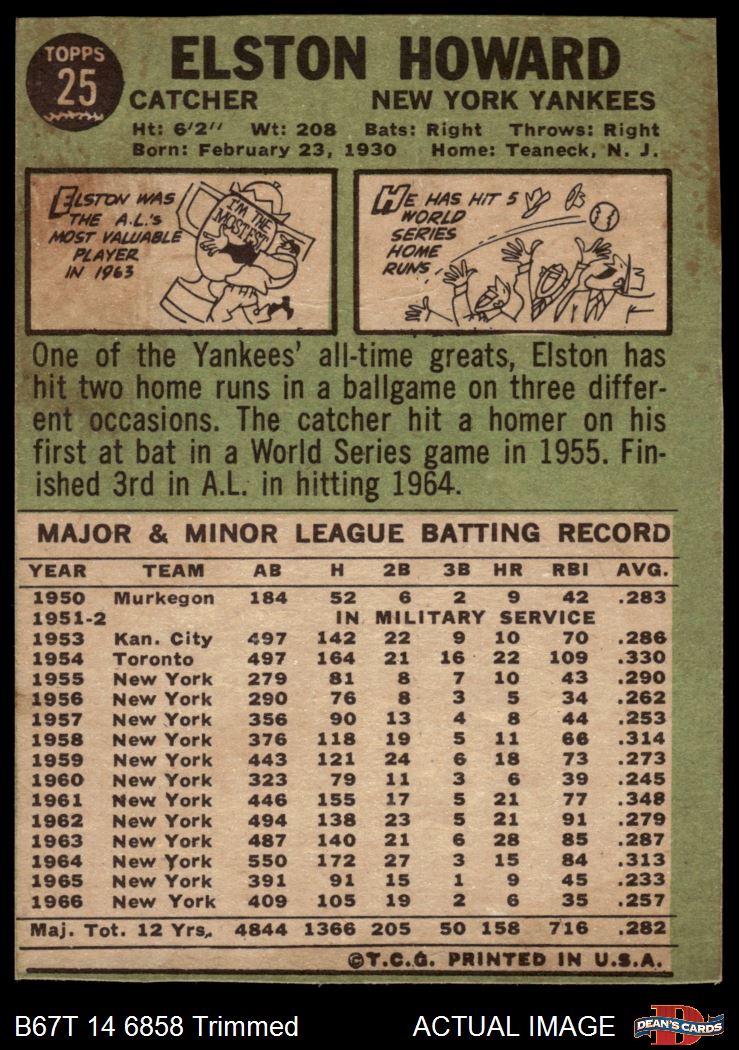 TOPPS
25
ELSTON HOWARD
CATCHER NEW YORK YANKEES
Ht: 6'2" Wt: 208 Bats: Right Throws: Right
Born: February 23, 1930 Home: Teaneck, N. J.
ELSTON WAS
THE A.L.'s
MOST VALUABLE
PLAYER
IN 1963
I'M THE
MOSTEST
HE HAS HIT 5
WORLD
SERIES
HOME
RUNS
One of the Yankees' all-time greats, Elston has
hit two home runs in a ballgame on three differ-
ent occasions. The catcher hit a homer on his
first at bat in a World Series game in 1955. Fin-
ished 3rd in A.L. in hitting 1964.
MAJOR & MINOR LEAGUE BATTING RECORD
YEAR TEAM AB H 2B 3B HR RBI AVG.
1950 Murkegon 184 52 6 2 9 42 .283
1951-2 IN MILITARY SERVICE
1953 Kan. City 497 142 22 9 10 70 .286
1954 Toronto 497 164 21 16 22 109 .330
1955 New York 279 81 8 7 10 43 .290
1956 New York 290 76 8 3 5 34 .262
1957 New York 356 90 13 4 8 44 .253
1958 New York 376 118 19 5 11 66 .314
1959 New York 443 121 24 6 18 73 .273
1960 New York 323 79 11 3 6 39 .245
1961 New York 446 155 17 5 21 77 .348
1962 New York 494 138 23 5 21 91 .279
1963 New York 487 140 21 6 28 85 .287
1964 New York 550 172 27 3 15 84 .313
1965 New York 391 91 15 1 9 45 .233
1966 New York 409 105 19 2 6 35 .257
Maj. Tot. 12 Yrs. 4844 1366 205 50 158 716 .282
©T.C.G. PRINTED IN U.S.A.
B67T 14 6858 Trimmed ACTUAL IMAGE
DEAN'S CARDS